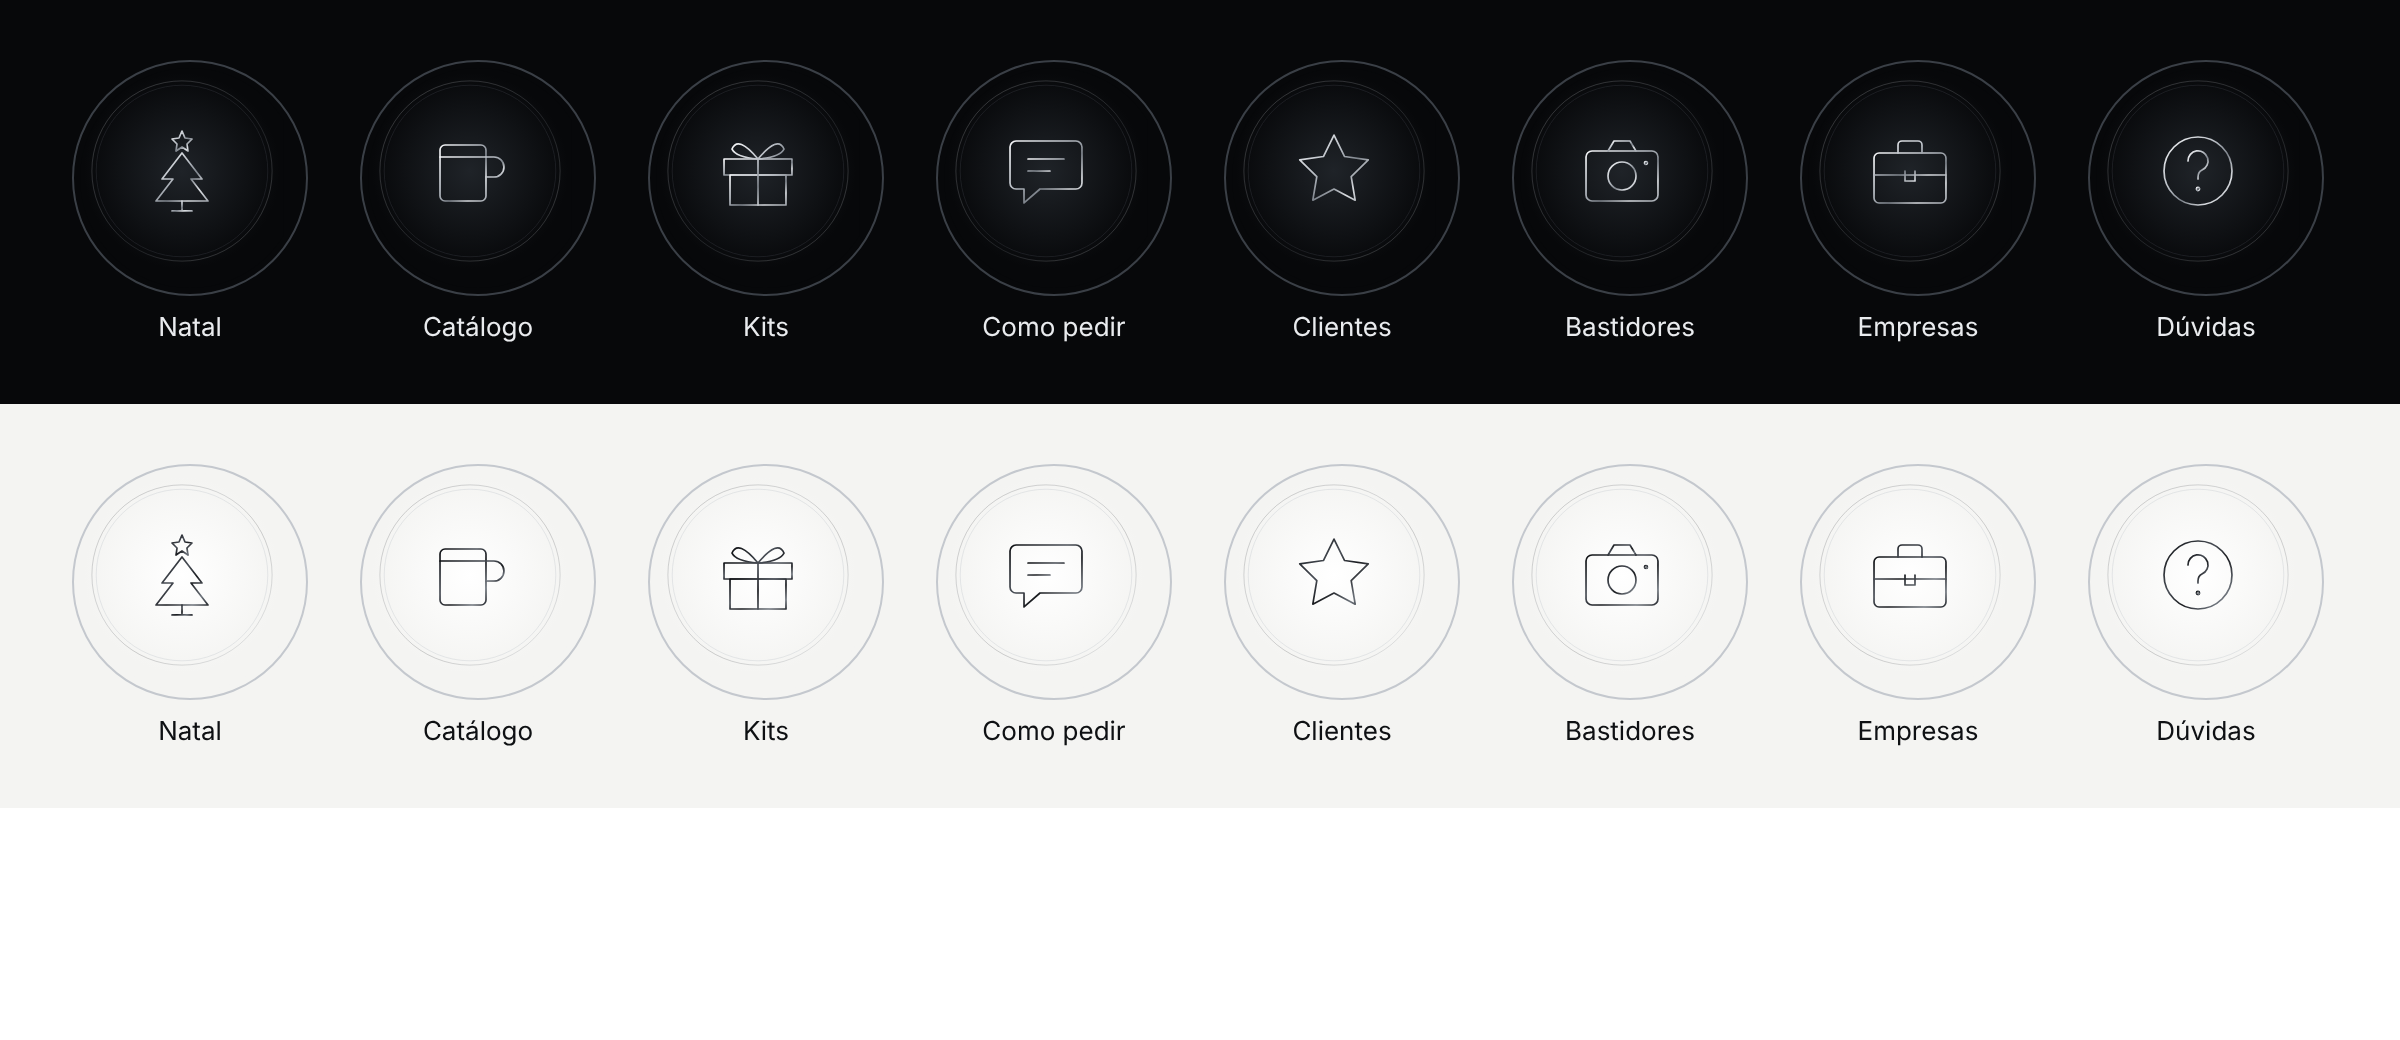 Natal
Catálogo
Kits
Como pedir
Clientes
Bastidores
Empresas
Dúvidas
Natal
Catálogo
Kits
Como pedir
Clientes
Bastidores
Empresas
Dúvidas